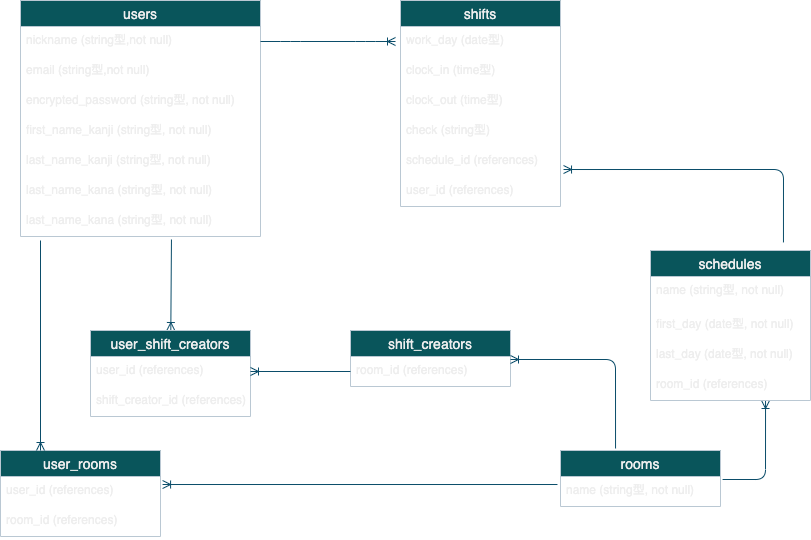 users
nickname (string型,not null)
email (string型,not null)
encrypted_password (string型, not null)
first_name_kanji (string型, not null)
last_name_kanji (string型, not null)
last_name_kana (string型, not null)
last_name_kana (string型, not null)
shifts
work_day (date型)
clock_in (time型)
clock_out (time型)
check (string型)
schedule_id (references)
user_id (references)
schedules
name (string型, not null)
first_day (date型, not null)
last_day (date型, not null)
room_id (references)
user_shift_creators
user_id (references)
shift_creator_id (references)
shift_creators
room_id (references)
user_rooms
user_id (references)
room_id (references)
rooms
name (string型, not null)